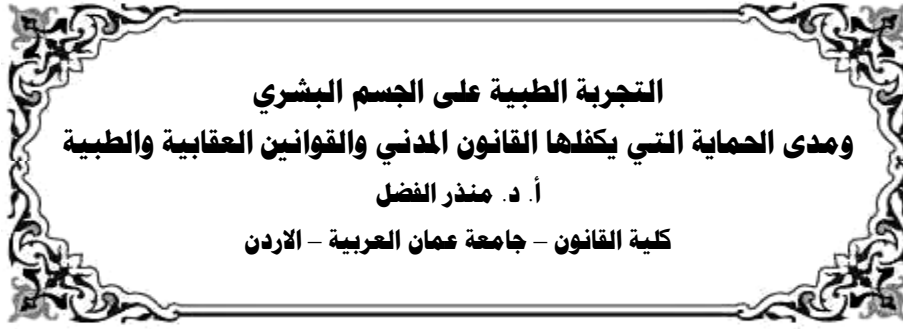 التجربة الطبية على الجسم البشري
ومدى الحماية التي يكفلها القانون المدني والقوانين العقابية والطبية
أ. د. منذر الفضل
كلية القانون – جامعة عمان العربية – الاردن